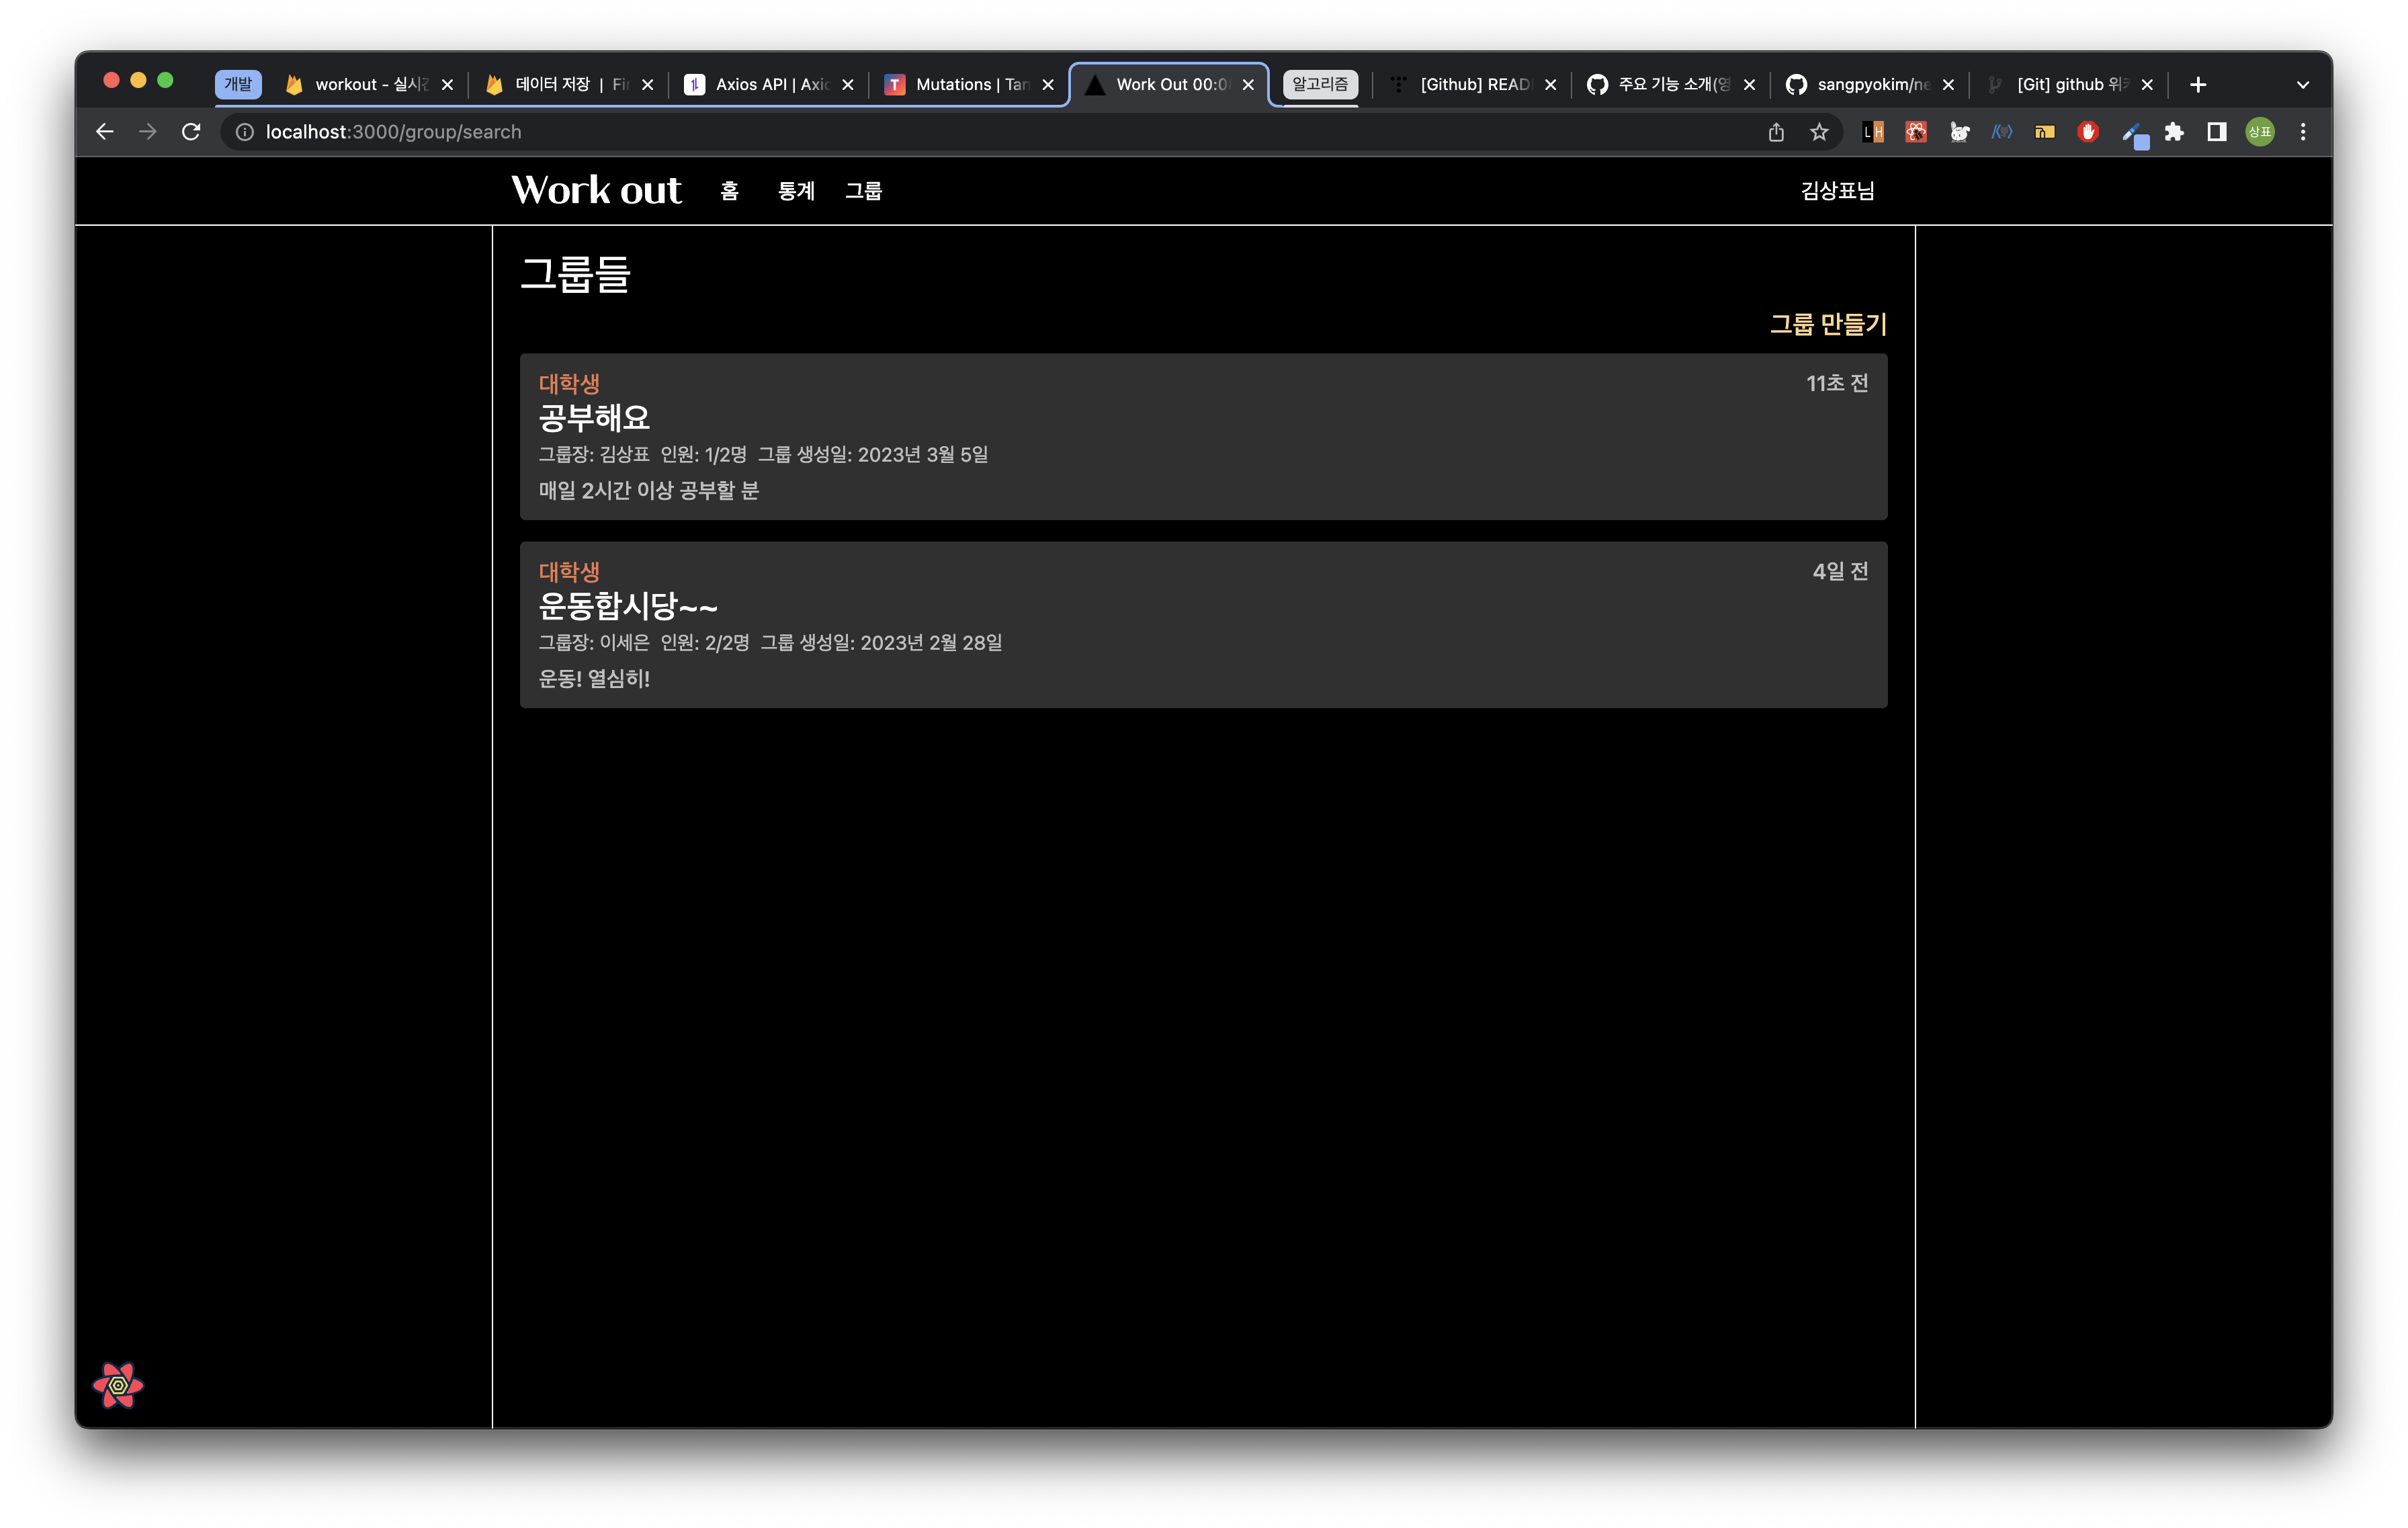 개발 workout - 실시간 데이터 저장 | Fir Axios API | Axio Mutations | Tan Work Out 00:0 알고리즘 [Github] READ 주요 기능 소개(영 sangpyokim/ne [Git] github 위키
localhost:3000/group/search
상표
Work out 홈 통계 그룹 김상표님
그룹들
그룹 만들기
대학생 11초 전
공부해요
그룹장: 김상표 인원: 1/2명 그룹 생성일: 2023년 3월 5일
매일 2시간 이상 공부할 분
대학생 4일 전
운동합시당~~
그룹장: 이세은 인원: 2/2명 그룹 생성일: 2023년 2월 28일
운동! 열심히!